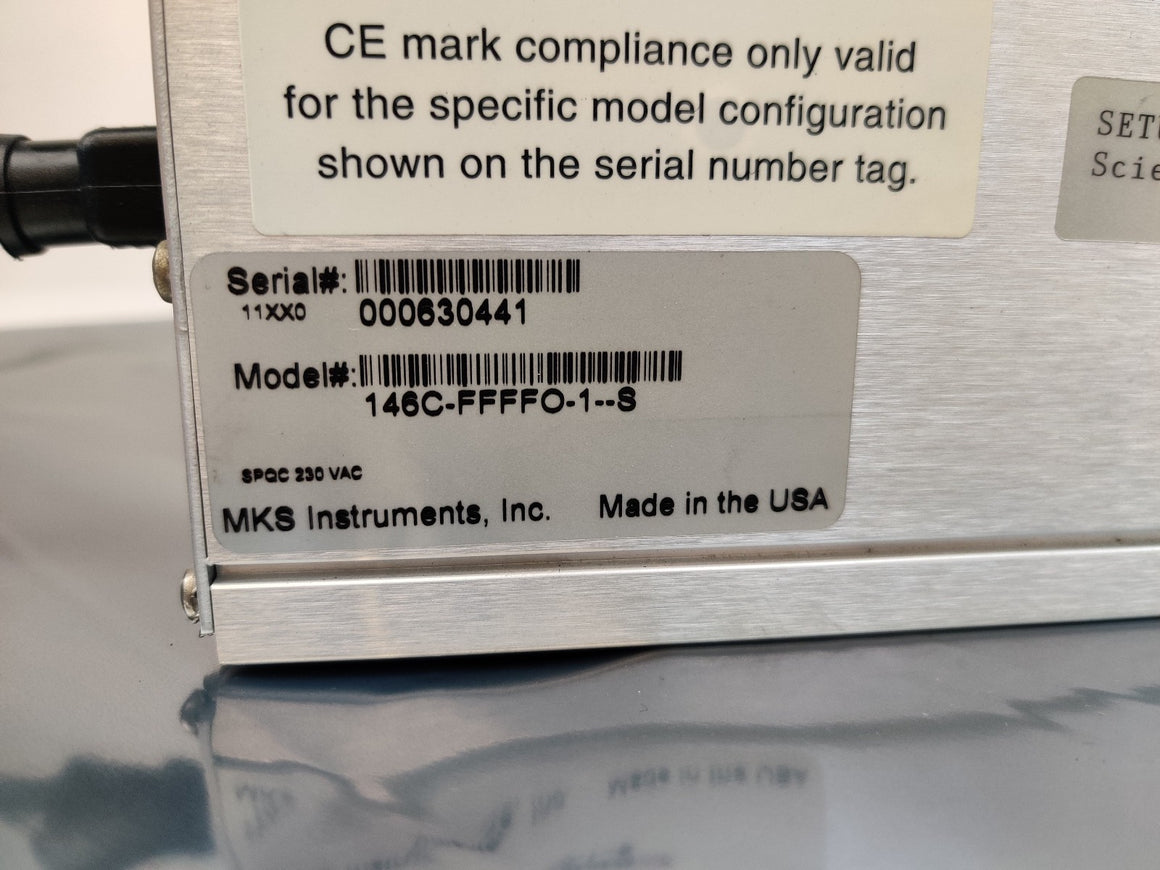 CE mark compliance only valid
for the specific model configuration
shown on the serial number tag.
Serial#:
11XX0 000630441
Model#:
146C-FFFFO-1--S
SPQC 230 VAC
MKS Instruments, Inc. Made in the USA